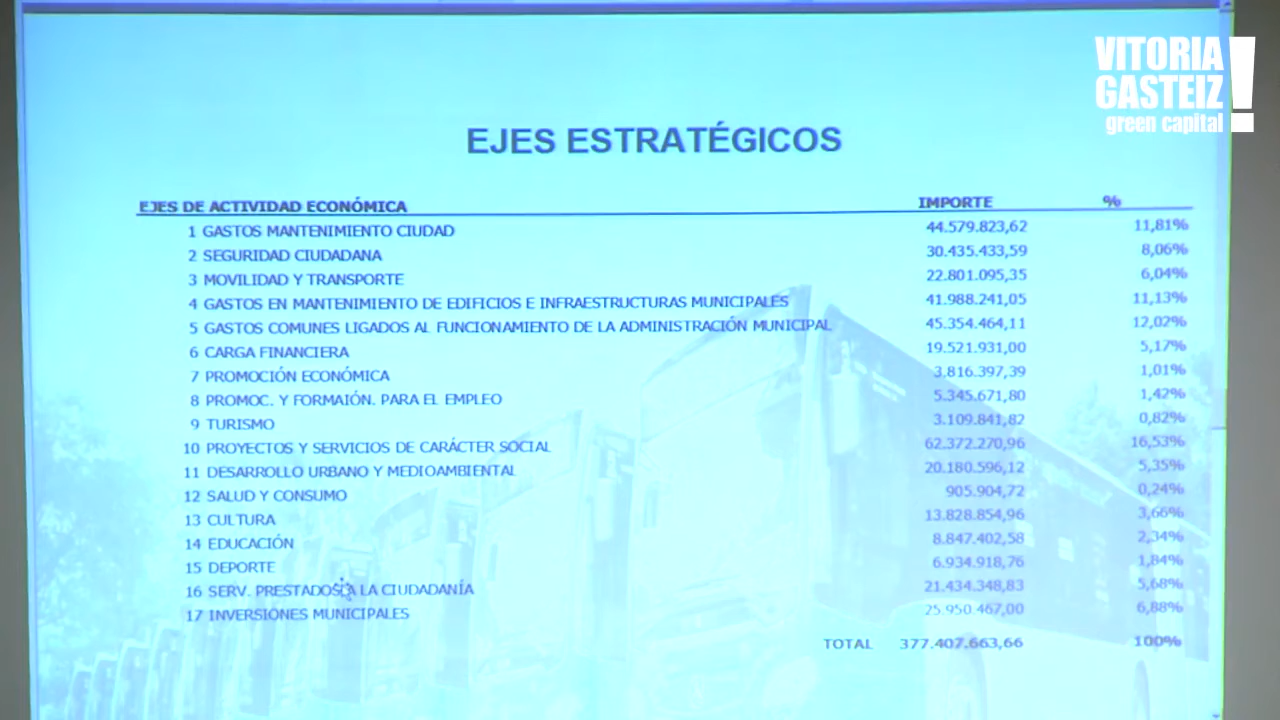 VITORIA
GASTEIZ!
green capital
EJES ESTRATÉGICOS
EJES DE ACTIVIDAD ECONÓMICA IMPORTE %
1 GASTOS MANTENIMIENTO CIUDAD 44.579.823,62 11,81%
2 SEGURIDAD CIUDADANA 30.435.433,59 8,06%
3 MOVILIDAD Y TRANSPORTE 22.801.095,35 6,04%
4 GASTOS EN MANTENIMIENTO DE EDIFICIOS E INFRAESTRUCTURAS MUNICIPALES 41.988.241,05 11,13%
5 GASTOS COMUNES LIGADOS AL FUNCIONAMIENTO DE LA ADMINISTRACIÓN MUNICIPAL 45.354.464,11 12,02%
6 CARGA FINANCIERA 19.521.931,00 5,17%
7 PROMOCIÓN ECONÓMICA 3.816.397,39 1,01%
8 PROMOC. Y FORMAIÓN. PARA EL EMPLEO 5.345.671,80 1,42%
9 TURISMO 3.109.841,82 0,82%
10 PROYECTOS Y SERVICIOS DE CARÁCTER SOCIAL 62.372.270,96 16,53%
11 DESARROLLO URBANO Y MEDIOAMBIENTAL 20.180.596,12 5,35%
12 SALUD Y CONSUMO 905.904,72 0,24%
13 CULTURA 13.828.854,96 3,66%
14 EDUCACIÓN 8.847.402,58 2,34%
15 DEPORTE 6.934.918,76 1,84%
16 SERV. PRESTADOS A LA CIUDADANÍA 21.434.348,83 5,68%
17 INVERSIONES MUNICIPALES 25.950.467,00 6,88%
TOTAL 377.407.663,66 100%